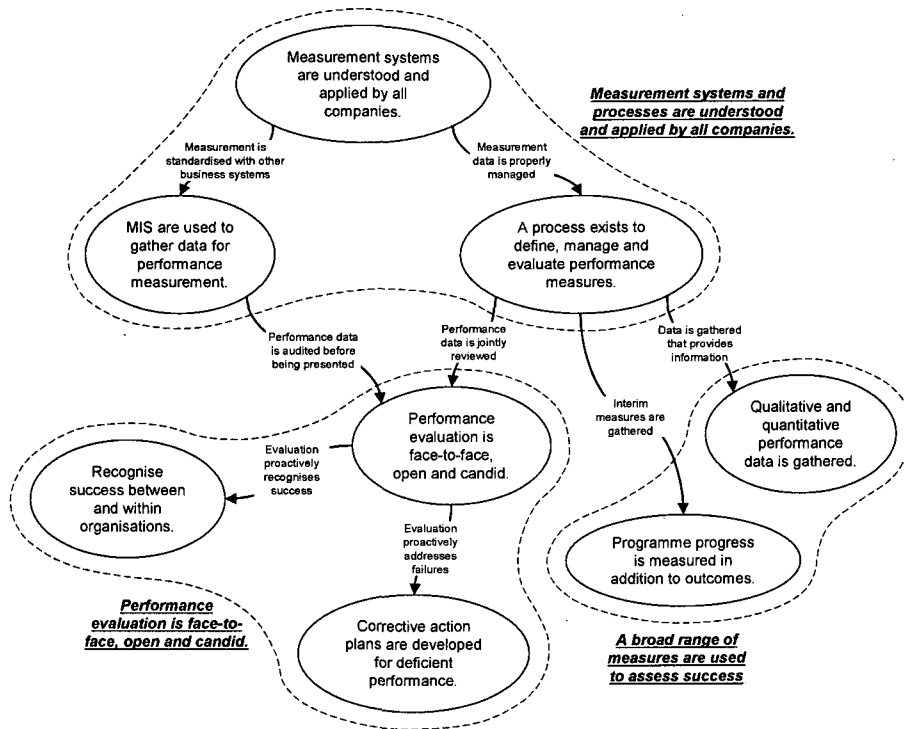 Measurement systems
are understood and
applied by all
companies.
Measurement systems and
processes are understood
and applied by all companies.
Measurement is
standardised with other
business systems
Measurement
data is properly
managed
MIS are used to
gather data for
performance
measurement.
A process exists to
define, manage and
evaluate performance
measures.
Performance data
is audited before
being presented
Performance
data is jointly
reviewed
Data is gathered
that provides
information
Interim
measures are
gathered
Qualitative and
quantitative
performance
data is gathered.
Performance
evaluation is
face-to-face,
open and candid.
Evaluation
proactively
recognises
success
Recognise
success between
and within
organisations.
Evaluation
proactively
addresses
failures
Programme progress
is measured in
addition to outcomes.
Performance
evaluation is face-to-
face, open and candid.
Corrective action
plans are developed
for deficient
performance.
A broad range of
measures are used
to assess success